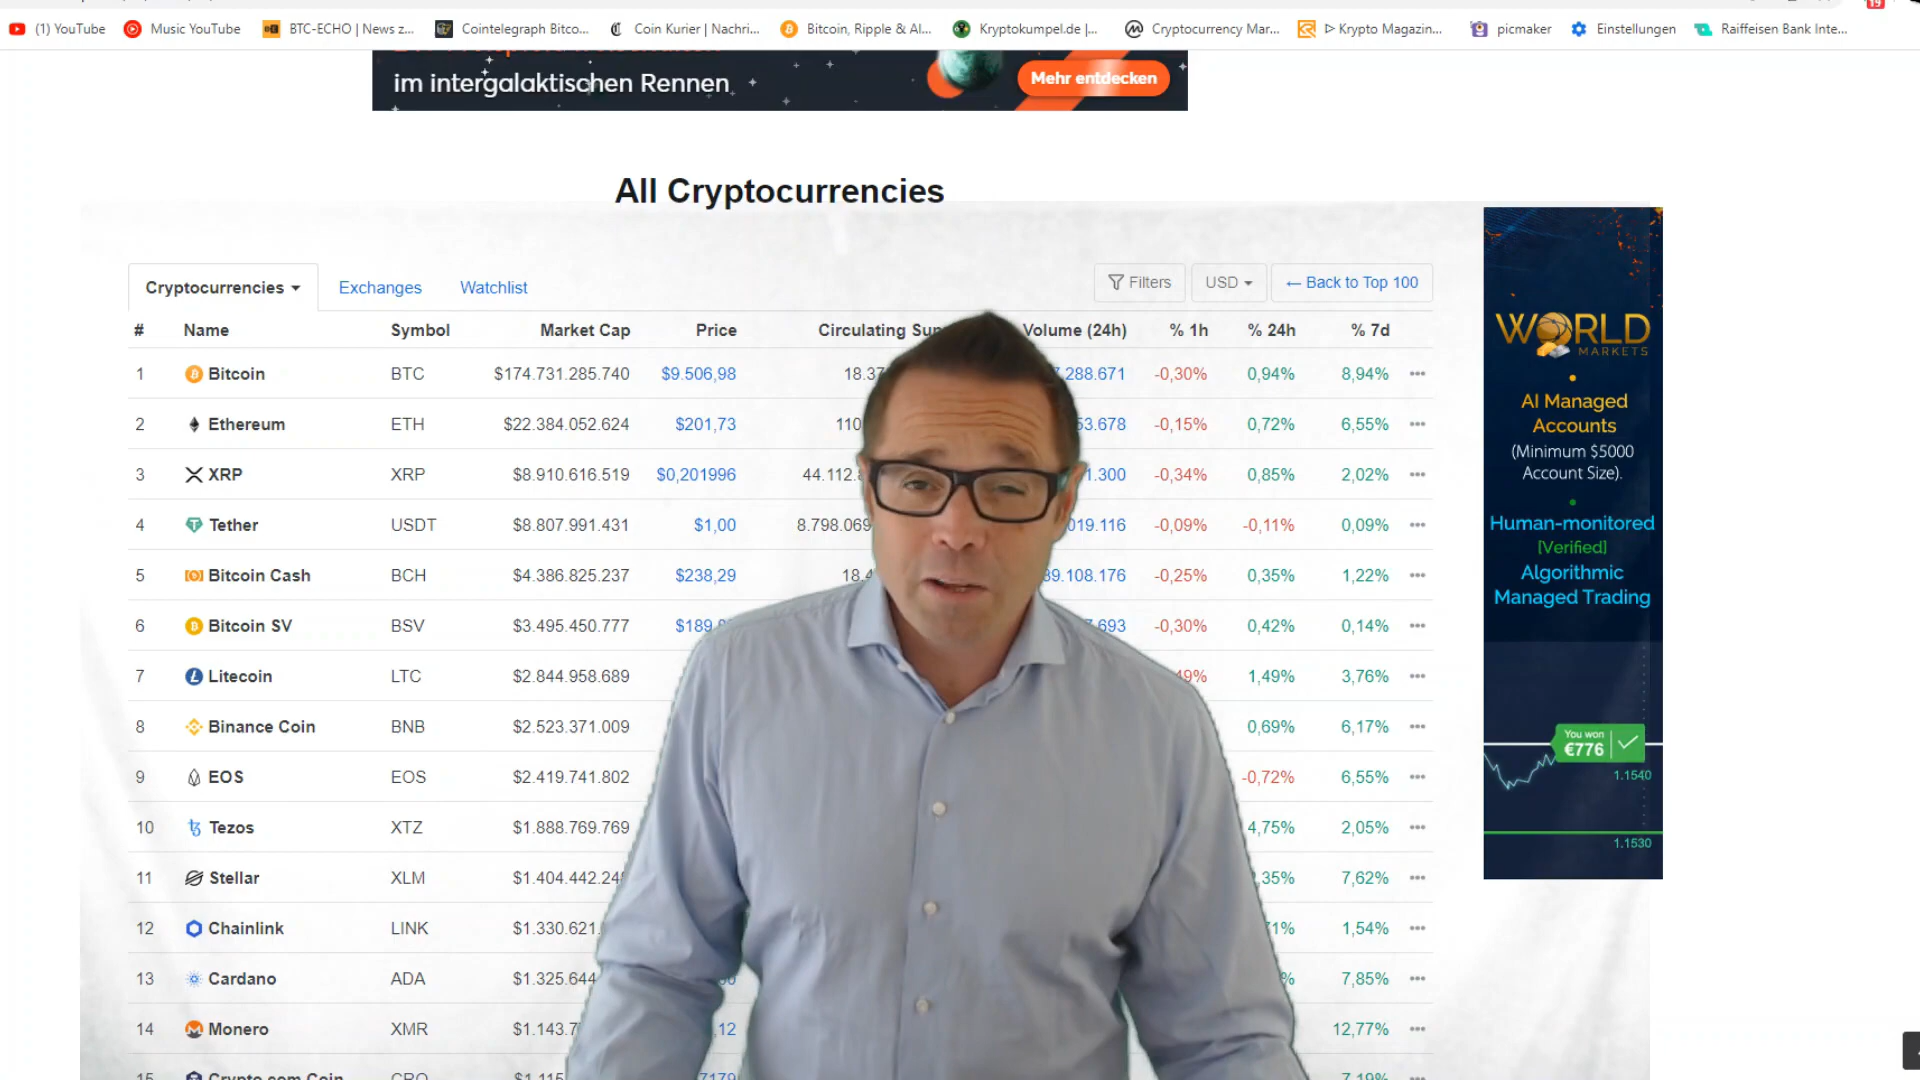 19
(1) YouTube
Music YouTube
BTC-ECHO | News z...
Cointelegraph Bitco...
Coin Kurier | Nachri...
Bitcoin, Ripple & Al...
Kryptokumpel.de |...
Cryptocurrency Mar...
▷ Krypto Magazin...
picmaker
Einstellungen
Raiffeisen Bank Inte...
im intergalaktischen Rennen
Mehr entdecken
All Cryptocurrencies
Cryptocurrencies
Exchanges
Watchlist
Filters
USD
← Back to Top 100
# Name Symbol Market Cap Price Circulating Volume (24h) % 1h % 24h % 7d
1 Bitcoin BTC $174.731.285.740 $9.506,98 -0,30% 0,94% 8,94%
2 Ethereum ETH $22.384.052.624 $201,73 -0,15% 0,72% 6,55%
3 XRP XRP $8.910.616.519 $0,201996 -0,34% 0,85% 2,02%
4 Tether USDT $8.807.991.431 $1,00 -0,09% -0,11% 0,09%
5 Bitcoin Cash BCH $4.386.825.237 $238,29 -0,25% 0,35% 1,22%
6 Bitcoin SV BSV $3.495.450.777 -0,30% 0,42% 0,14%
7 Litecoin LTC $2.844.958.689 1,49% 3,76%
8 Binance Coin BNB $2.523.371.009 0,69% 6,17%
9 EOS EOS $2.419.741.802 -0,72% 6,55%
10 Tezos XTZ $1.888.769.769 4,75% 2,05%
11 Stellar XLM 7,62%
12 Chainlink LINK 1,54%
13 Cardano ADA 7,85%
14 Monero XMR 12,77%
WORLD
MARKETS
AI Managed
Accounts
(Minimum $5000
Account Size).
Human-monitored
[Verified]
Algorithmic
Managed Trading
You won
€776
1.1540
1.1530